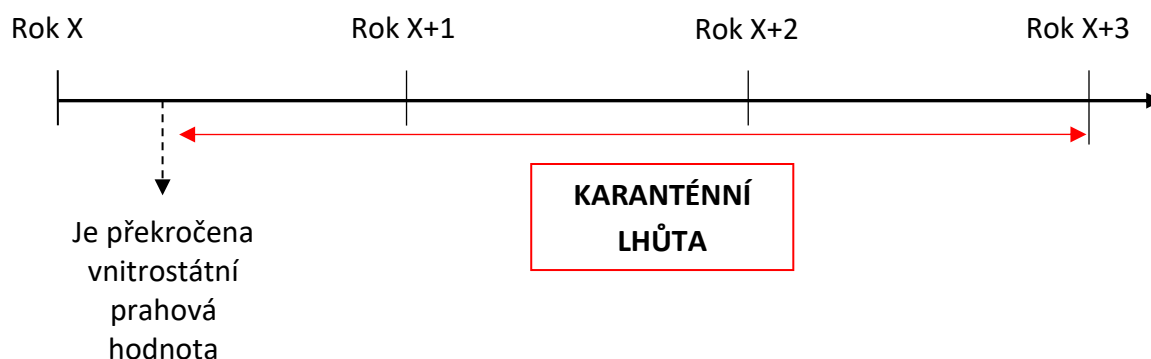 Rok X Rok X+1 Rok X+2 Rok X+3
KARANTÉNNÍ
LHŮTA
Je překročena
vnitrostátní
prahová
hodnota